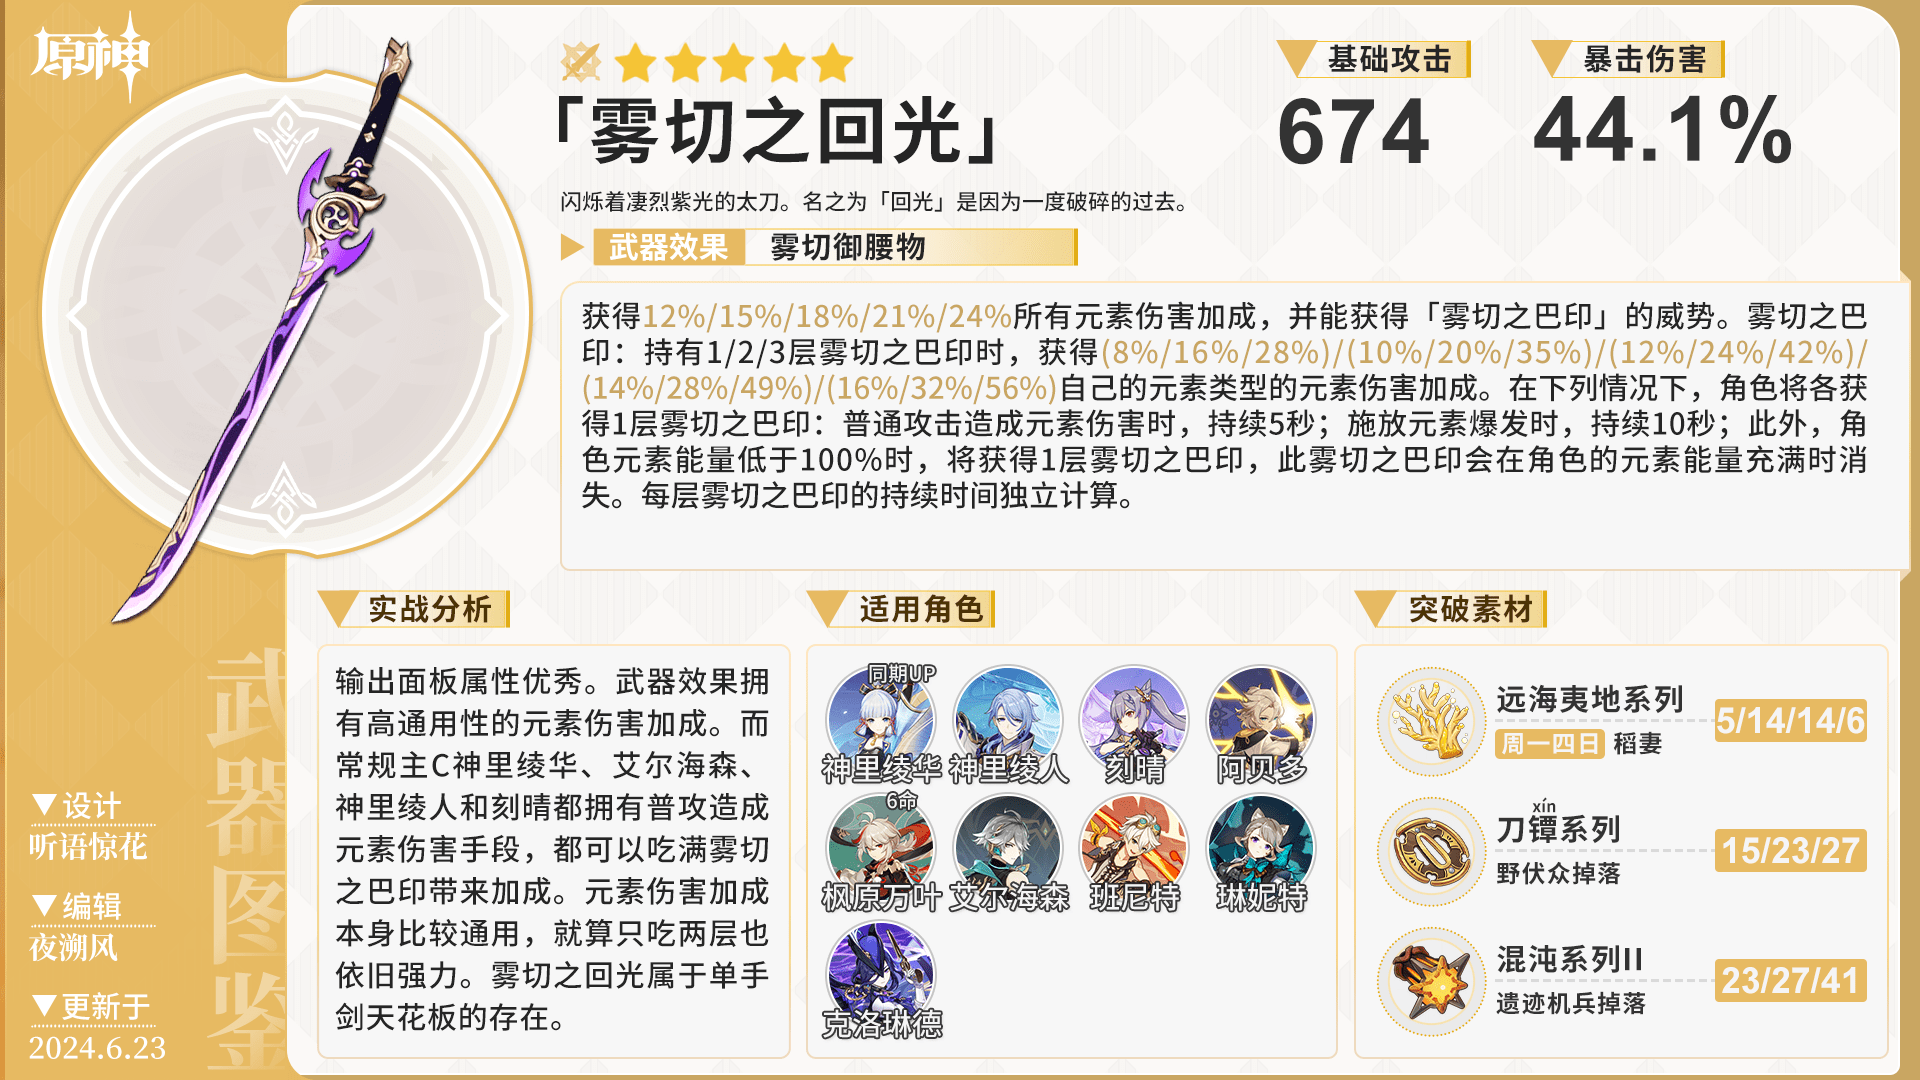 原神
「雾切之回光」
基础攻击
674
暴击伤害
44.1%
闪烁着凄烈紫光的太刀。名之为「回光」是因为一度破碎的过去。
武器效果 雾切御腰物
获得12%/15%/18%/21%/24%所有元素伤害加成，并能获得「雾切之巴印」的威势。雾切之巴
印：持有1/2/3层雾切之巴印时，获得(8%/16%/28%)/(10%/20%/35%)/(12%/24%/42%)/
(14%/28%/49%)/(16%/32%/56%)自己的元素类型的元素伤害加成。在下列情况下，角色将各获
得1层雾切之巴印：普通攻击造成元素伤害时，持续5秒；施放元素爆发时，持续10秒；此外，角
色元素能量低于100%时，将获得1层雾切之巴印，此雾切之巴印会在角色的元素能量充满时消
失。每层雾切之巴印的持续时间独立计算。
武器图鉴
▼设计
听语惊花
▼编辑
夜溯风
▼更新于
2024.6.23
实战分析
输出面板属性优秀。武器效果拥
有高通用性的元素伤害加成。而
常规主C神里绫华、艾尔海森、
神里绫人和刻晴都拥有普攻造成
元素伤害手段，都可以吃满雾切
之巴印带来加成。元素伤害加成
本身比较通用，就算只吃两层也
依旧强力。雾切之回光属于单手
剑天花板的存在。
适用角色
同期UP
神里绫华 神里绫人 刻晴 阿贝多
6命
枫原万叶 艾尔海森 班尼特 琳妮特
克洛琳德
突破素材
远海夷地系列
周一四日 稻妻
5/14/14/6
xín
刀镡系列
野伏众掉落
15/23/27
混沌系列II
遗迹机兵掉落
23/27/41